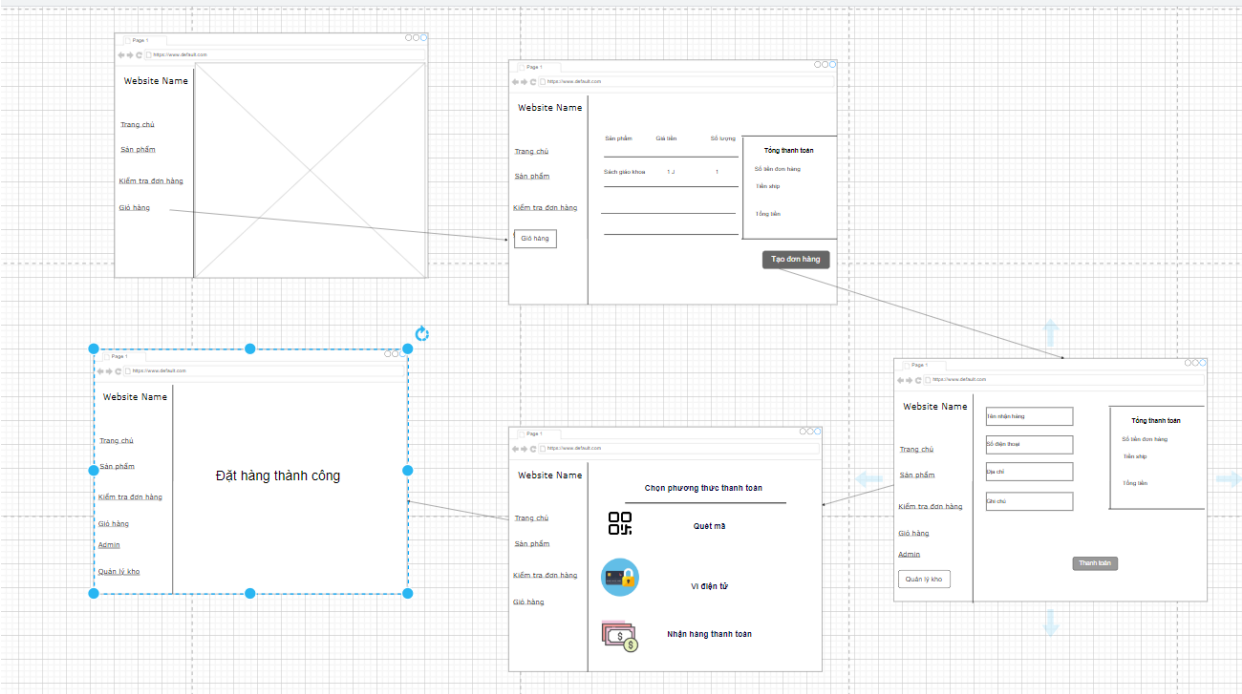 Page 1
https://www.default.com
Website Name
Trang chủ
Sản phẩm
Kiểm tra đơn hàng
Giỏ hàng
Page 1
https://www.default.com
Website Name
Trang chủ
Sản phẩm
Kiểm tra đơn hàng
Giỏ hàng
Sản phẩm Giá tiền Số lượng
Sách giáo khoa 1 J 1
Tổng thanh toán
Số tiền đơn hàng
Tiền ship
Tổng tiền
Tạo đơn hàng
Page 1
https://www.default.com
Website Name
Trang chủ
Sản phẩm
Kiểm tra đơn hàng
Giỏ hàng
Admin
Quản lý kho
Đặt hàng thành công
Page 1
https://www.default.com
Website Name
Trang chủ
Sản phẩm
Kiểm tra đơn hàng
Giỏ hàng
Chọn phương thức thanh toán
Quét mã
Ví điện tử
Nhận hàng thanh toán
Page 1
https://www.default.com
Website Name
Trang chủ
Sản phẩm
Kiểm tra đơn hàng
Giỏ hàng
Admin
Quản lý kho
Tên nhận hàng
Số điện thoại
Địa chỉ
Ghi chú
Tổng thanh toán
Số tiền đơn hàng
Tiền ship
Tổng tiền
Thanh toán